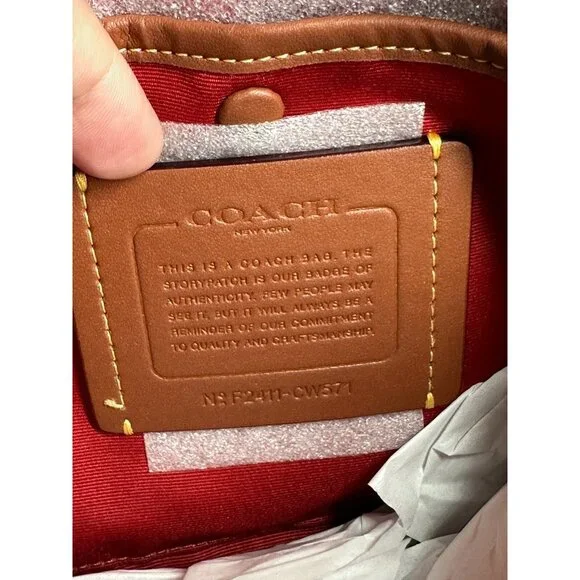 COACH
NEW YORK
THIS IS A COACH BAG. THE
STORYPATCH IS OUR BADGE OF
AUTHENTICITY. FEW PEOPLE MAY
SEE IT, BUT IT WILL ALWAYS BE A
REMINDER OF OUR COMMITMENT
TO QUALITY AND CRAFTSMANSHIP.
Nº F2411-CW571